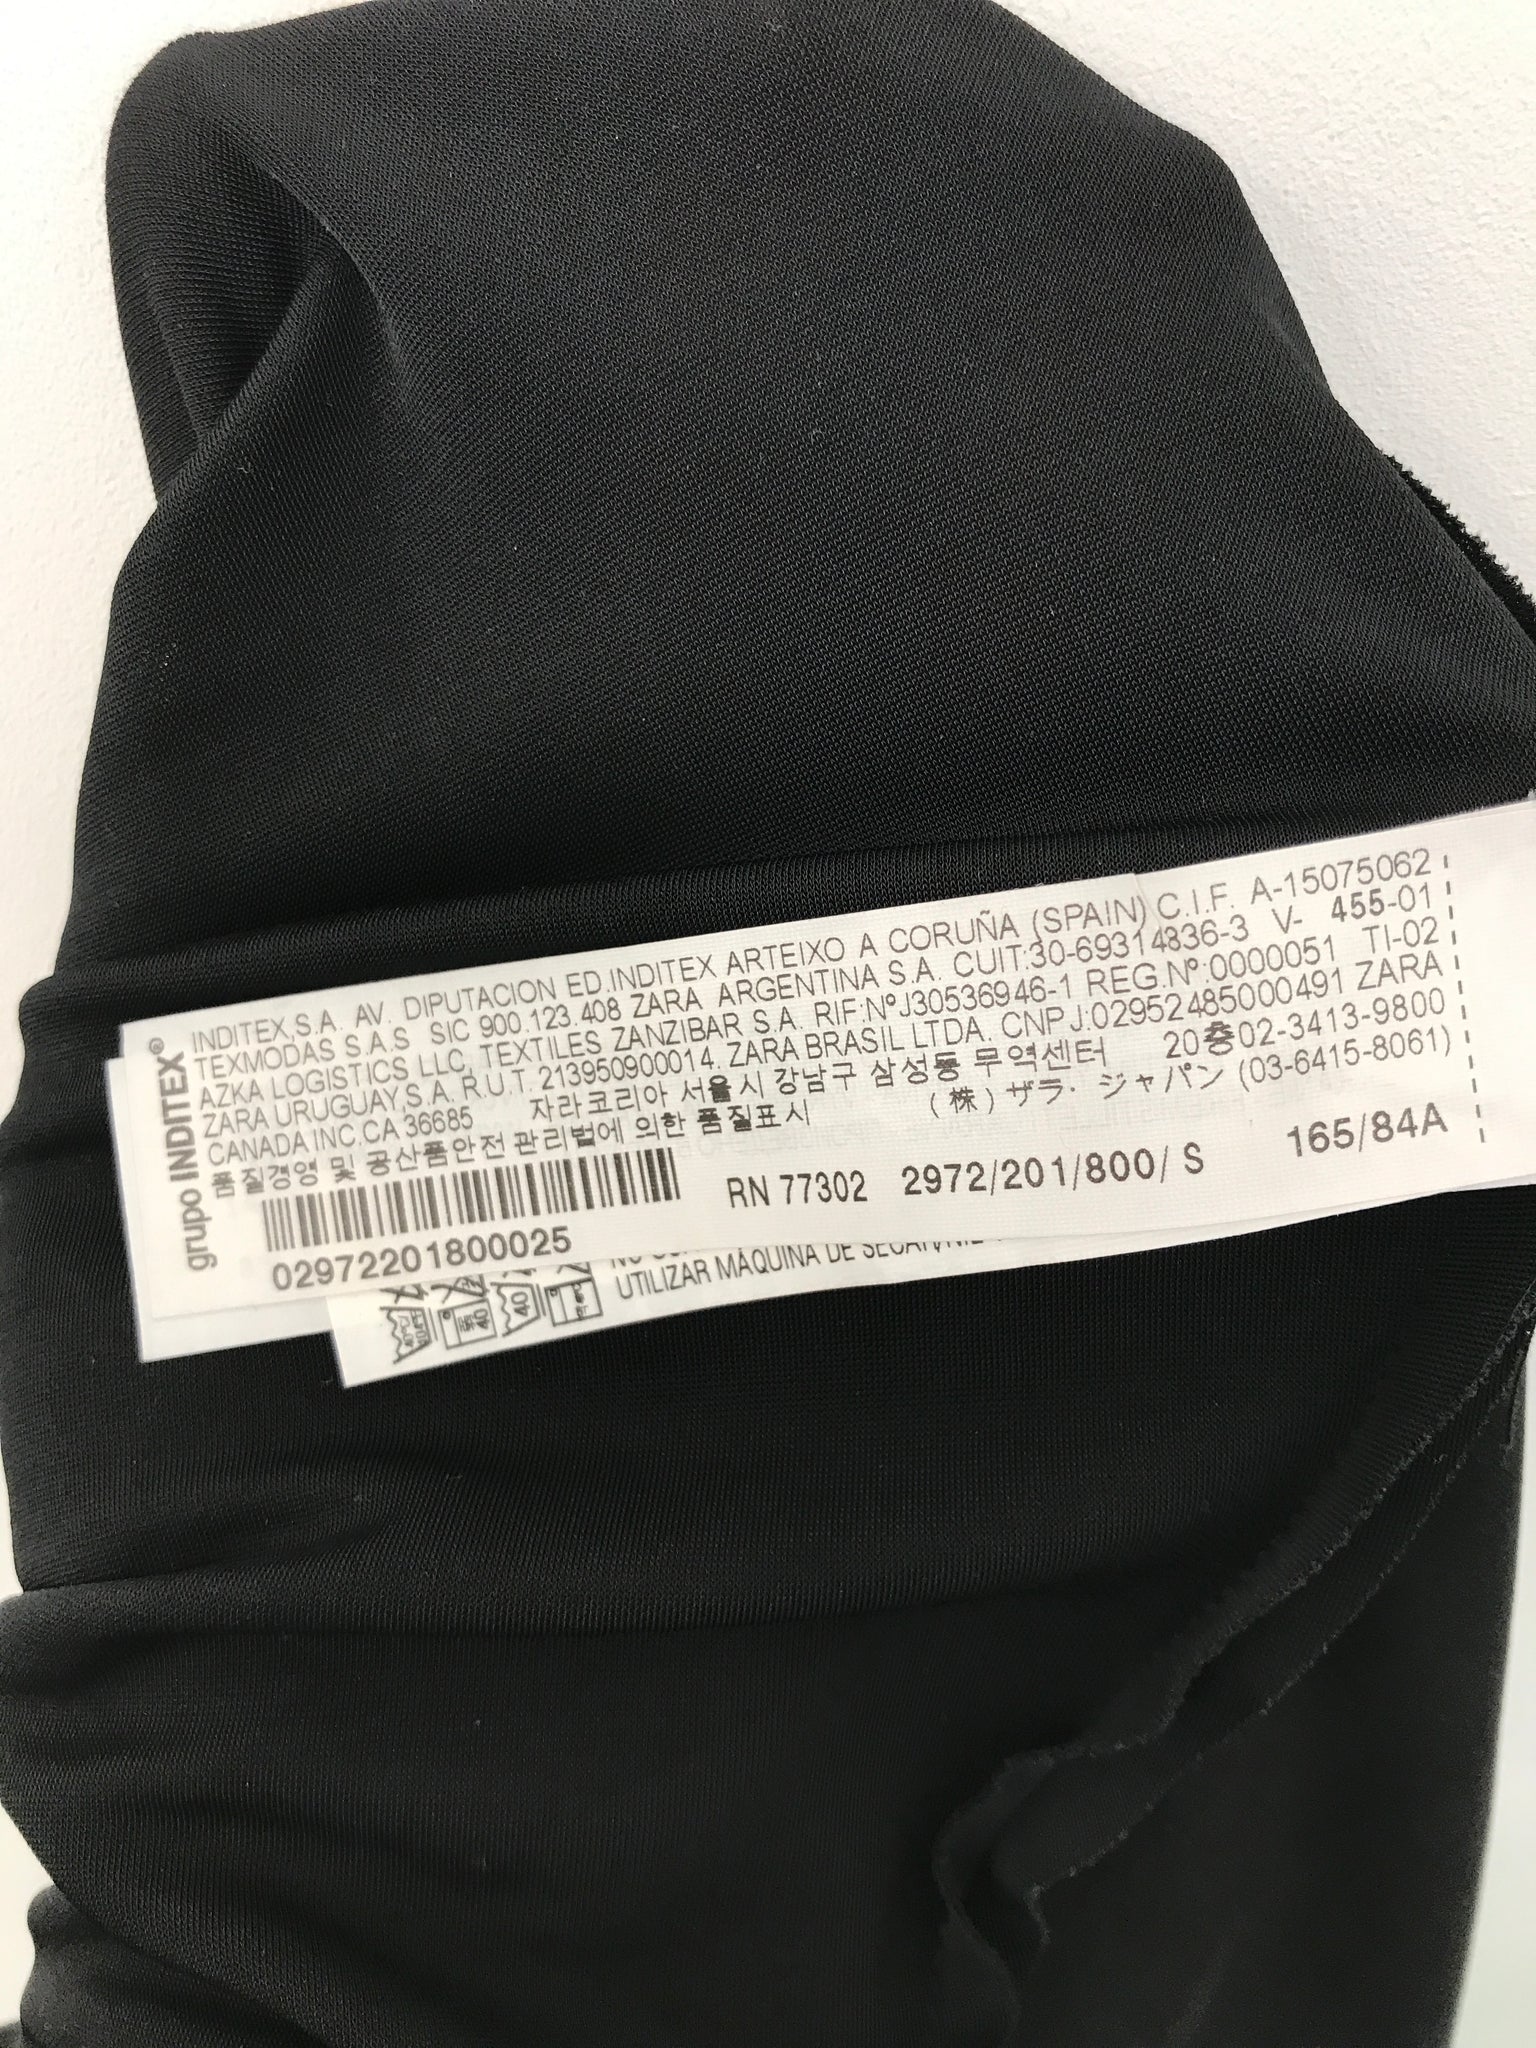 grupo INDITEX®
INDITEX,S.A. AV. DIPUTACION ED.INDITEX ARTEIXO A CORUÑA (SPAIN) C.I.F. A-15075062
TEXMODAS S.A.S SIC 900.123.408 ZARA ARGENTINA S.A. CUIT:30-69314836-3 V- 455-01
AZKA LOGISTICS LLC, TEXTILES ZANZIBAR S.A. RIF:NºJ30536946-1 REG.Nº:0000051 TI-02
ZARA URUGUAY,S.A. R.U.T. 213950900014. ZARA BRASIL LTDA. CNPJ:02952485000491 ZARA
CANADA INC.CA 36685 자라코리아 서울시 강남구 삼성동 무역센터 20층02-3413-9800
품질경영 및 공산품안전 관리법에 의한 품질표시 (株) ザラ・ジャパン (03-6415-8061)
RN 77302 2972/201/800/ S 165/84A
02972201800025
UTILIZAR MÁQUINA DE
40
40